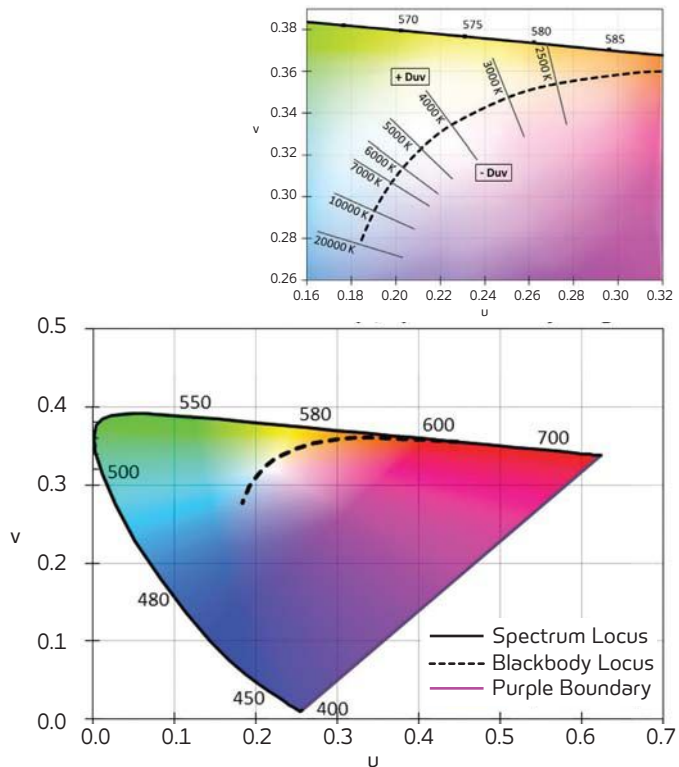 0.38
0.36
0.34
0.32
0.30
0.28
0.26
v
570
575
580
585
+ Duv
- Duv
2500 K
3000 K
4000 K
5000 K
6000 K
7000 K
10000 K
20000 K
0.16 0.18 0.20 0.22 0.24 0.26 0.28 0.30 0.32
u
0.5
0.4
0.3
0.2
0.1
0.0
v
550
580
600
700
500
480
450
400
Spectrum Locus
Blackbody Locus
Purple Boundary
0.0 0.1 0.2 0.3 0.4 0.5 0.6 0.7
u